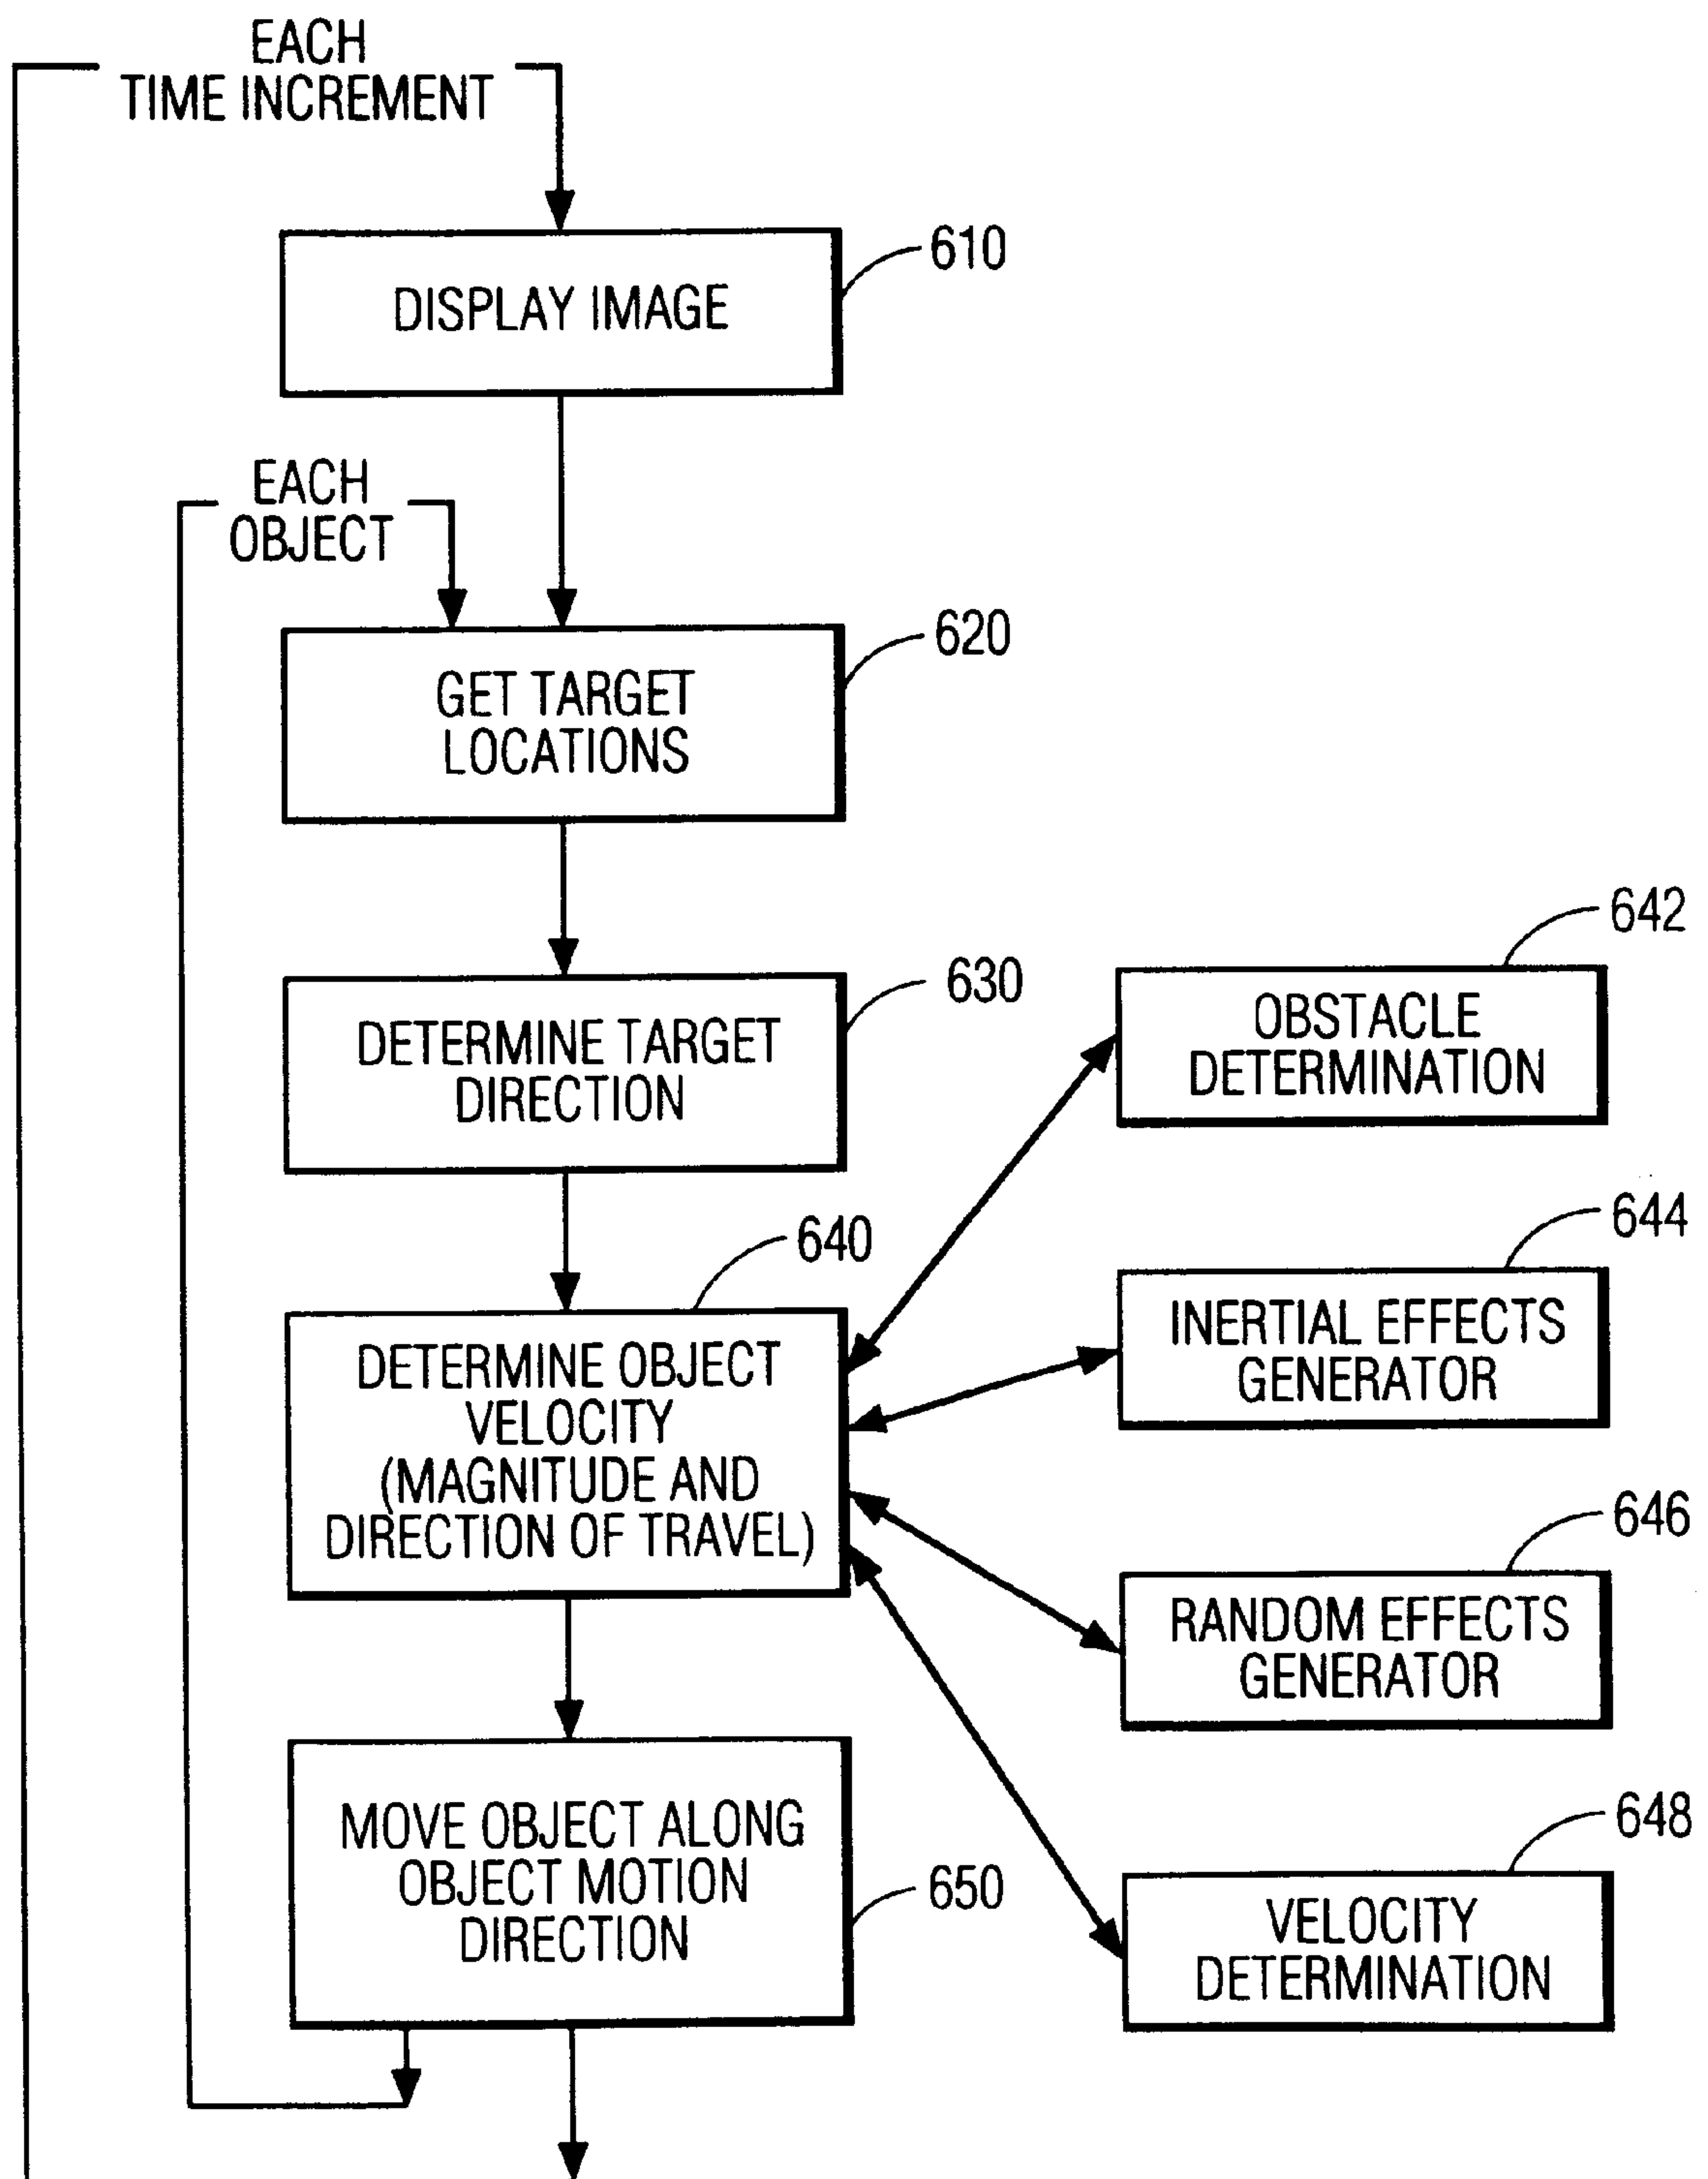 EACH
TIME INCREMENT
610
DISPLAY IMAGE
EACH
OBJECT
620
GET TARGET
LOCATIONS
630
DETERMINE TARGET
DIRECTION
642
OBSTACLE
DETERMINATION
640
DETERMINE OBJECT
VELOCITY
(MAGNITUDE AND
DIRECTION OF TRAVEL)
644
INERTIAL EFFECTS
GENERATOR
646
RANDOM EFFECTS
GENERATOR
648
VELOCITY
DETERMINATION
MOVE OBJECT ALONG
OBJECT MOTION
DIRECTION
650